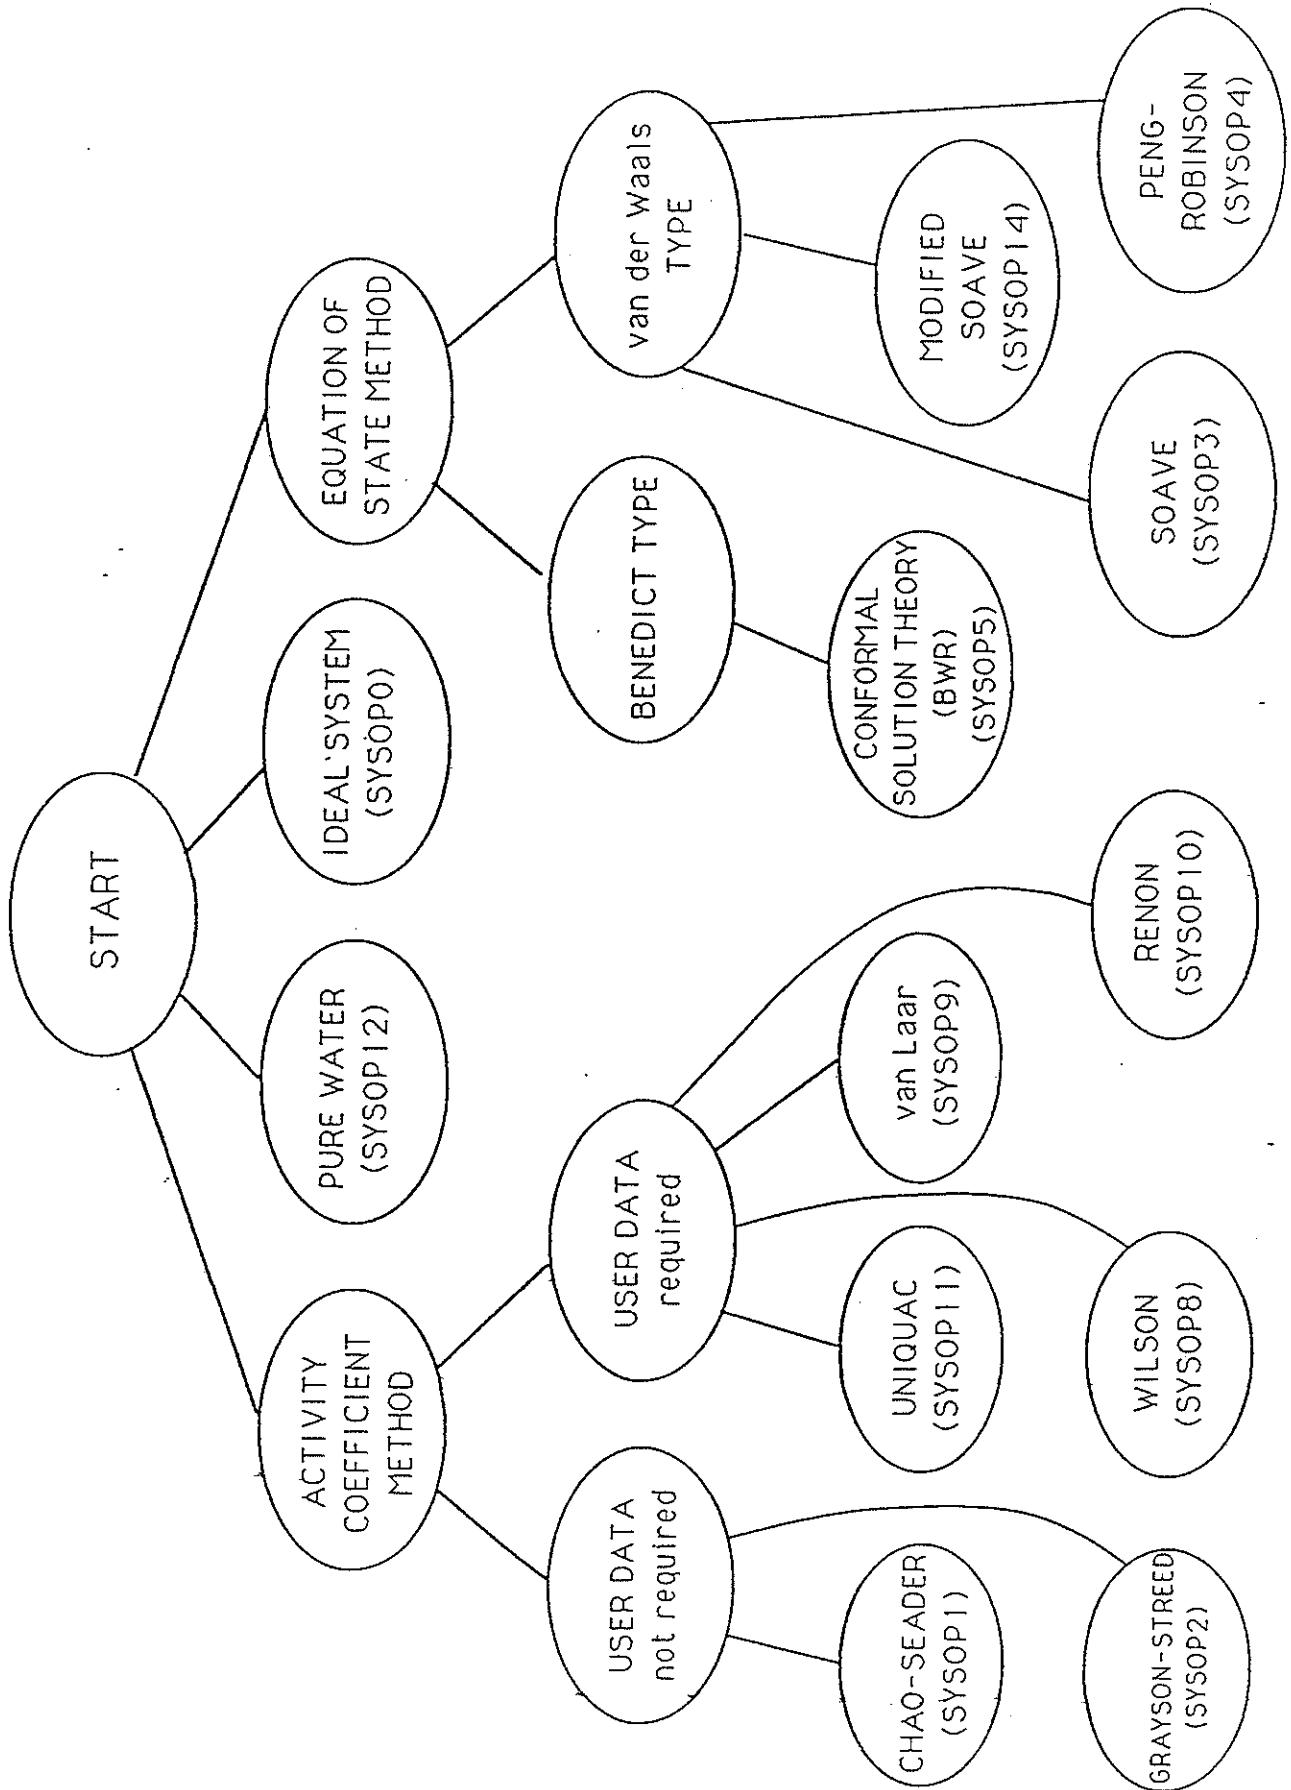 START
ACTIVITY
COEFFICIENT
METHOD
PURE WATER
(SYSOP12)
IDEAL SYSTEM
(SYSOP0)
EQUATION OF
STATE METHOD
USER DATA
not required
USER DATA
required
BENEDICT TYPE
van der Waals
TYPE
CHAO-SEADER
(SYSOP1)
UNIQUAC
(SYSOP11)
van Laar
(SYSOP9)
CONFORMAL
SOLUTION THEORY
(BWR)
(SYSOP5)
MODIFIED
SOAVE
(SYSOP14)
GRAYSON-STREED
(SYSOP2)
WILSON
(SYSOP8)
RENON
(SYSOP10)
SOAVE
(SYSOP3)
PENG-
ROBINSON
(SYSOP4)